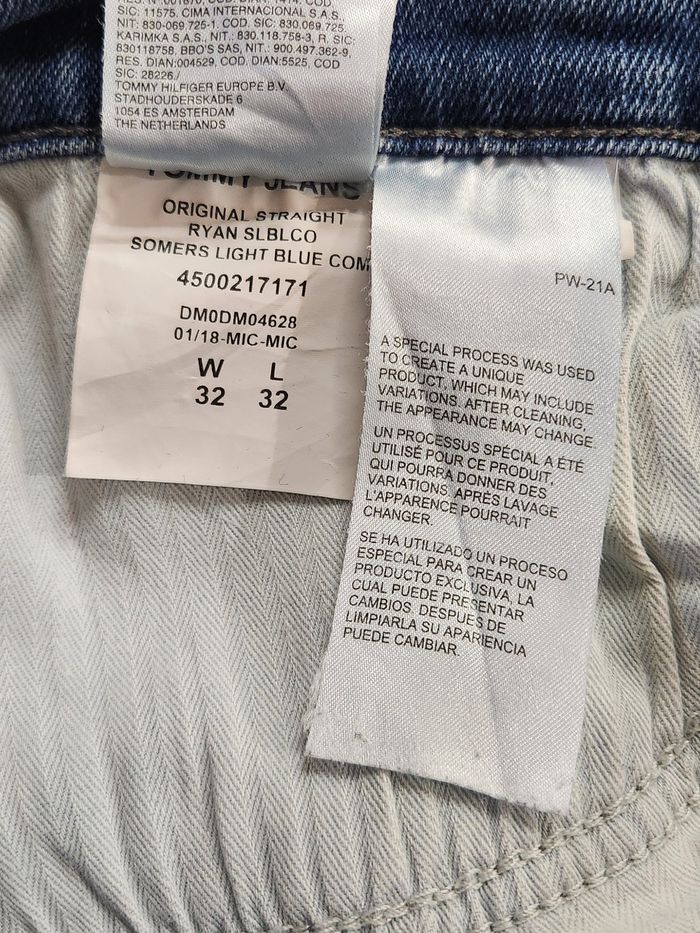 SIC: 11575. CIMA INTERNACIONAL S.A.S.,
NIT: 830-069 725-1 COD. SIC: 830.069.725.
KARIMKA S.A.S., NIT: 830.118.758-3, R. SIC:
830118758. BBO'S SAS, NIT: 900.497.362-9,
RES. DIAN:004529, COD. DIAN:5525, COD
SIC: 28226./
TOMMY HILFIGER EUROPE B.V.
STADHOUDERSKADE 6
1054 ES AMSTERDAM
THE NETHERLANDS
TOMMY JEANS
ORIGINAL STRAIGHT
RYAN SLBLCO
SOMERS LIGHT BLUE COM
4500217171
DM0DM04628
01/18-MIC-MIC
W L
32 32
PW-21A
A SPECIAL PROCESS WAS USED
TO CREATE A UNIQUE
PRODUCT, WHICH MAY INCLUDE
VARIATIONS. AFTER CLEANING,
THE APPEARANCE MAY CHANGE.
UN PROCESSUS SPÉCIAL A ÉTÉ
UTILISÉ POUR CE PRODUIT,
QUI POURRA DONNER DES
VARIATIONS. APRÈS LAVAGE
L'APPARENCE POURRAIT
CHANGER.
SE HA UTILIZADO UN PROCESO
ESPECIAL PARA CREAR UN
PRODUCTO EXCLUSIVA, LA
CUAL PUEDE PRESENTAR
CAMBIOS. DESPUES DE
LIMPIARLA SU APARIENCIA
PUEDE CAMBIAR.